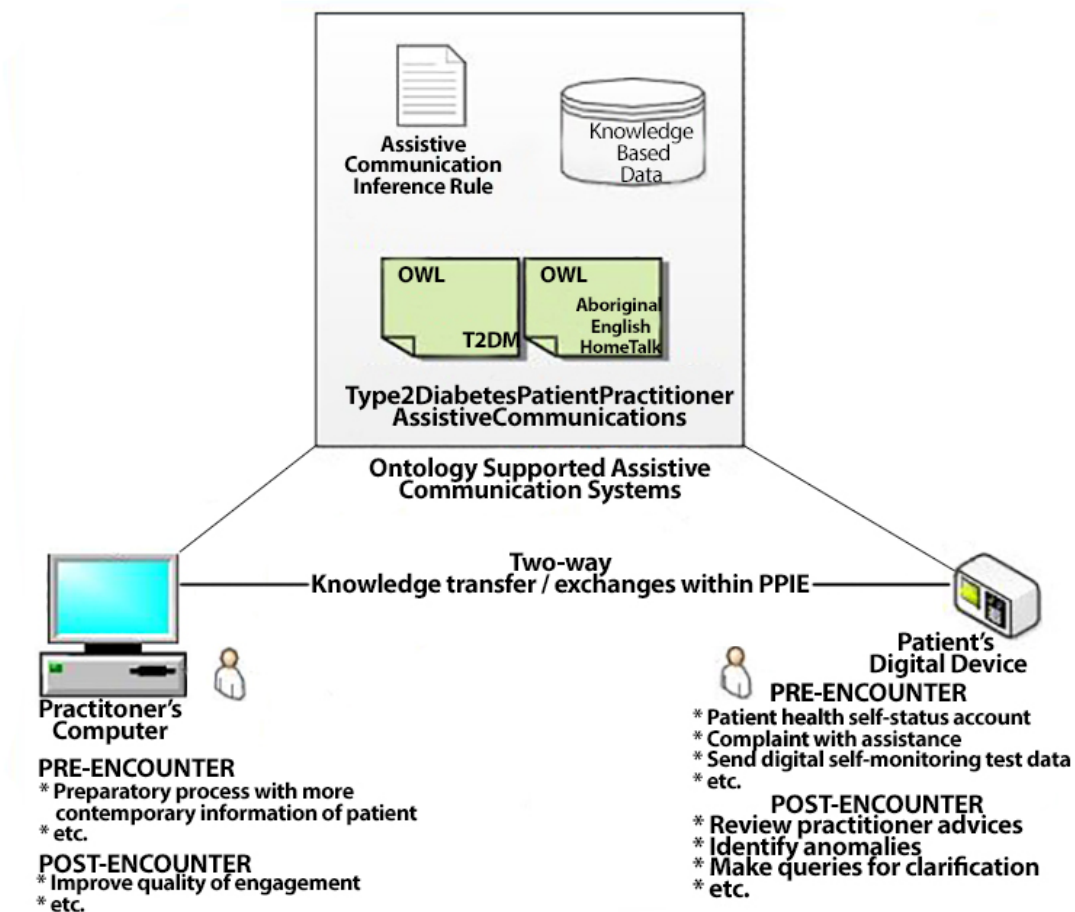 Assistive
Communication
Inference Rule
Knowledge
Based
Data
OWL
T2DM
OWL
Aboriginal
English
HomeTalk
Type2DiabetesPatientPractitioner
AssistiveCommunications
Ontology Supported Assistive
Communication Systems
Two-way
Knowledge transfer / exchanges within PPIE
Practitoner's
Computer
PRE-ENCOUNTER
* Preparatory process with more
contemporary information of patient
* etc.
POST-ENCOUNTER
* Improve quality of engagement
* etc.
Patient's
Digital Device
PRE-ENCOUNTER
* Patient health self-status account
* Complaint with assistance
* Send digital self-monitoring test data
* etc.
POST-ENCOUNTER
* Review practitioner advices
* Identify anomalies
* Make queries for clarification
* etc.